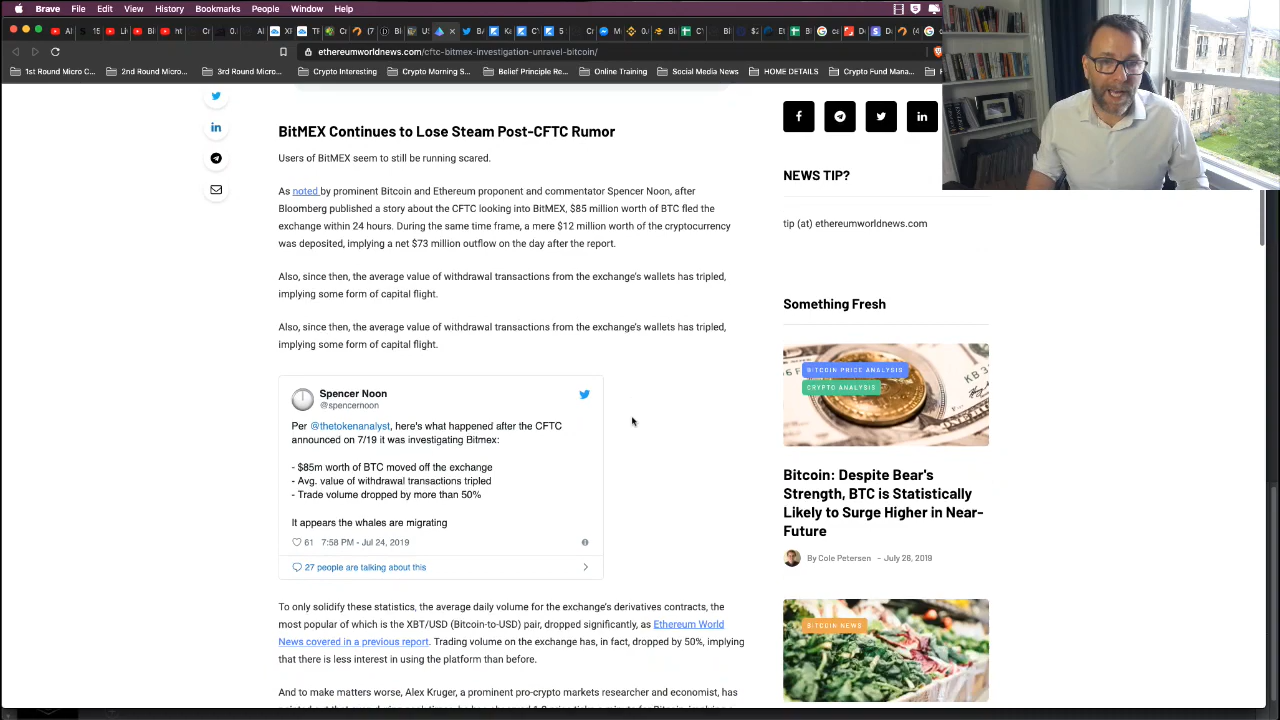 Brave File Edit View History Bookmarks People Window Help
ethereumworldnews.com/cftc-bitmex-investigation-unravel-bitcoin/
1st Round Micro C... 2nd Round Micro... 3rd Round Micro... Crypto Interesting Crypto Morning S... Belief Principle Re... Online Training Social Media News HOME DETAILS Crypto Fund Mana...
BitMEX Continues to Lose Steam Post-CFTC Rumor
Users of BitMEX seem to still be running scared.
As noted by prominent Bitcoin and Ethereum proponent and commentator Spencer Noon, after
Bloomberg published a story about the CFTC looking into BitMEX, $85 million worth of BTC fled the
exchange within 24 hours. During the same time frame, a mere $12 million worth of the cryptocurrency
was deposited, implying a net $73 million outflow on the day after the report.
Also, since then, the average value of withdrawal transactions from the exchange's wallets has tripled,
implying some form of capital flight.
Also, since then, the average value of withdrawal transactions from the exchange's wallets has tripled,
implying some form of capital flight.
Spencer Noon
@spencernoon
Per @thetokenanalyst, here's what happened after the CFTC
announced on 7/19 it was investigating Bitmex:
- $85m worth of BTC moved off the exchange
- Avg. value of withdrawal transactions tripled
- Trade volume dropped by more than 50%
It appears the whales are migrating
61 7:58 PM - Jul 24, 2019
27 people are talking about this
To only solidify these statistics, the average daily volume for the exchange's derivatives contracts, the
most popular of which is the XBT/USD (Bitcoin-to-USD) pair, dropped significantly, as Ethereum World
News covered in a previous report. Trading volume on the exchange has, in fact, dropped by 50%, implying
that there is less interest in using the platform than before.
And to make matters worse, Alex Kruger, a prominent pro-crypto markets researcher and economist, has
NEWS TIP?
tip (at) ethereumworldnews.com
Something Fresh
BITCOIN PRICE ANALYSIS
CRYPTO ANALYSIS
Bitcoin: Despite Bear's
Strength, BTC is Statistically
Likely to Surge Higher in Near-
Future
By Cole Petersen - July 26, 2019
BITCOIN NEWS